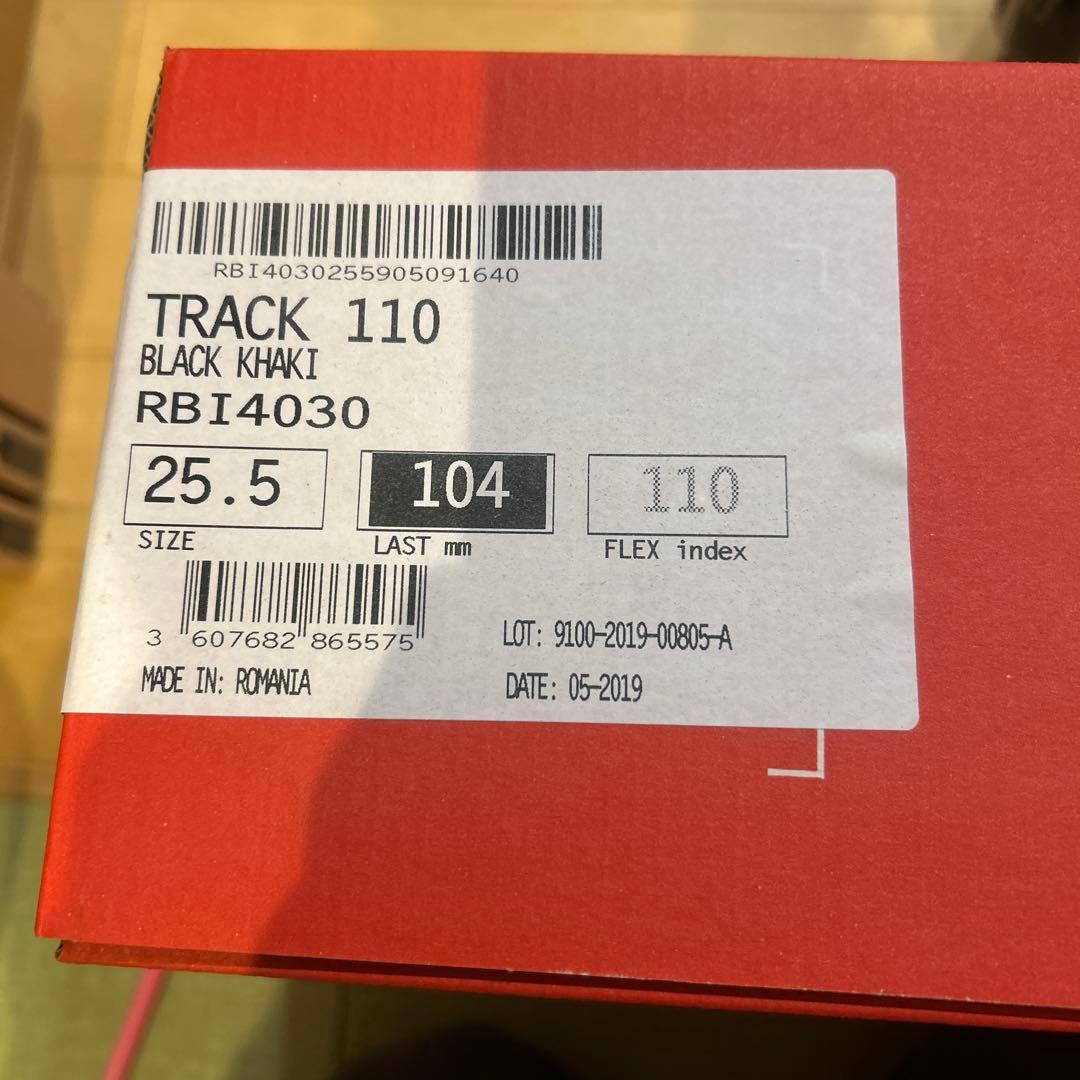 RBI4030255905091640
TRACK 110
BLACK KHAKI
RBI4030
25.5 104 110
SIZE LAST mm FLEX index
3 607682 865575
LOT: 9100-2019-00805-A
MADE IN: ROMANIA
DATE: 05-2019